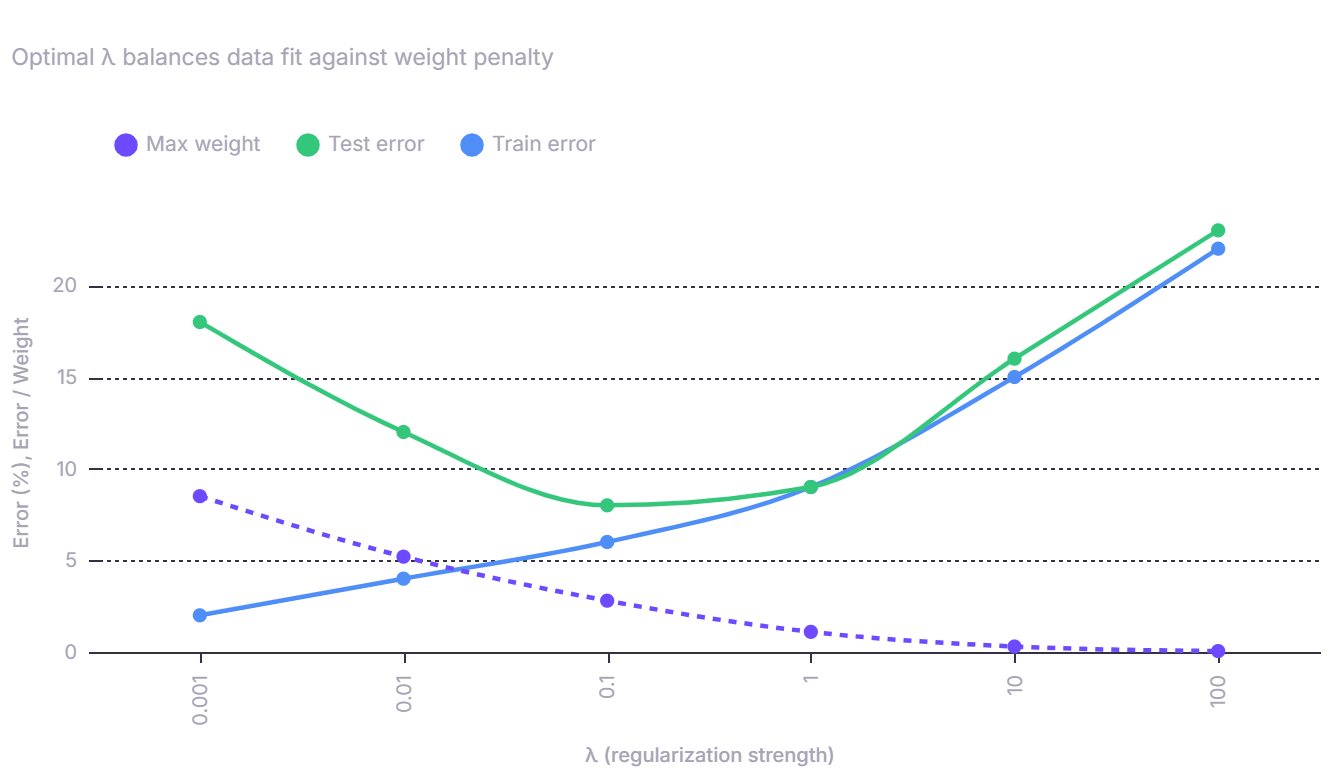 Optimal λ balances data fit against weight penalty
Max weight
Test error
Train error
Error (%), Error / Weight
20
15
10
5
0
0.001
0.01
0.1
1
10
100
λ (regularization strength)